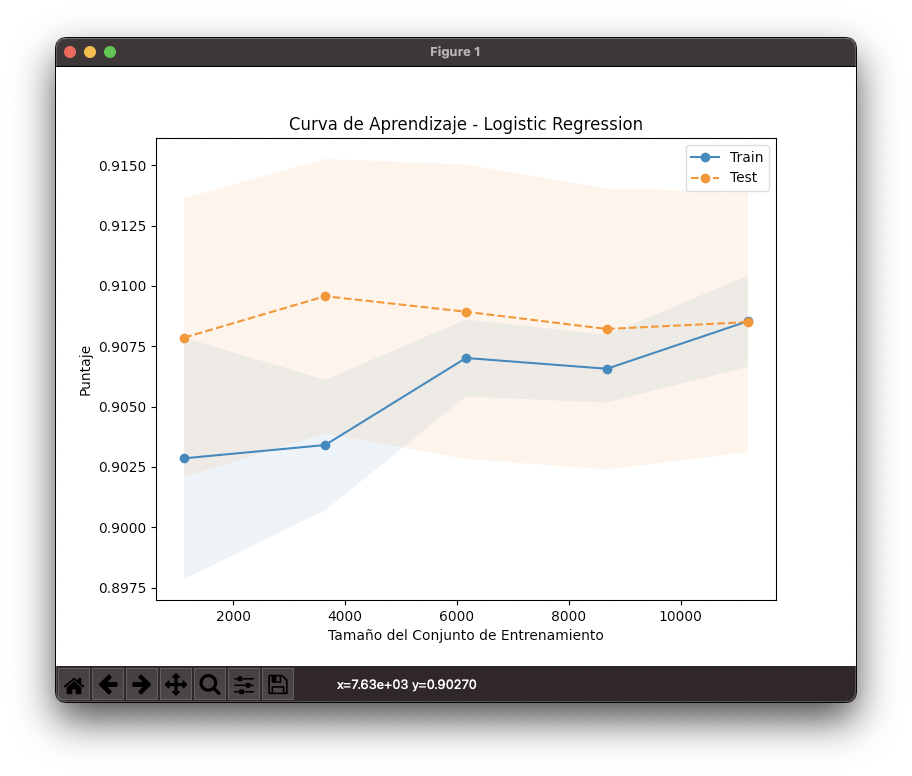 Figure 1
Curva de Aprendizaje - Logistic Regression
Train
Test
0.9150
0.9125
0.9100
0.9075
0.9050
0.9025
0.9000
0.8975
Puntaje
2000 4000 6000 8000 10000
Tamaño del Conjunto de Entrenamiento
x=7.63e+03 y=0.90270